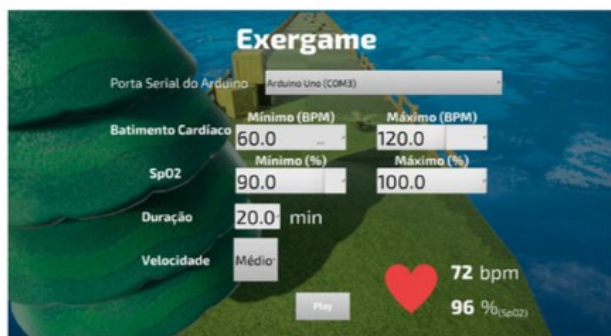 Exergame
Porta Serial do Arduino Arduino Uno (COM3)
Mínimo (BPM) Máximo (BPM)
Batimento Cardíaco 60.0 120.0
Mínimo (%) Máximo (%)
SpO2 90.0 100.0
Duração 20.0 min
Velocidade Médio
72 bpm
Play
96 %(SpO2)